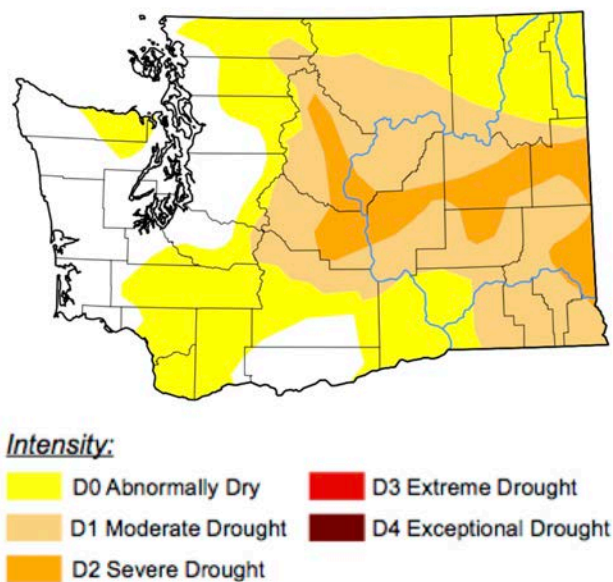 Intensity:
D0 Abnormally Dry
D1 Moderate Drought
D2 Severe Drought
D3 Extreme Drought
D4 Exceptional Drought